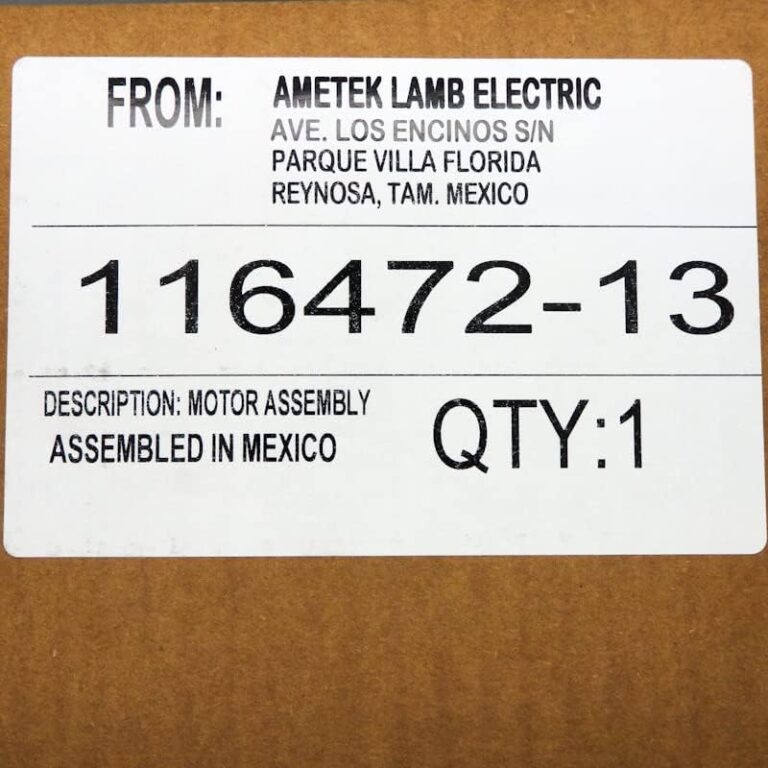 FROM: AMETEK LAMB ELECTRIC
AVE. LOS ENCINOS S/N
PARQUE VILLA FLORIDA
REYNOSA, TAM. MEXICO
116472-13
DESCRIPTION: MOTOR ASSEMBLY
ASSEMBLED IN MEXICO
QTY:1